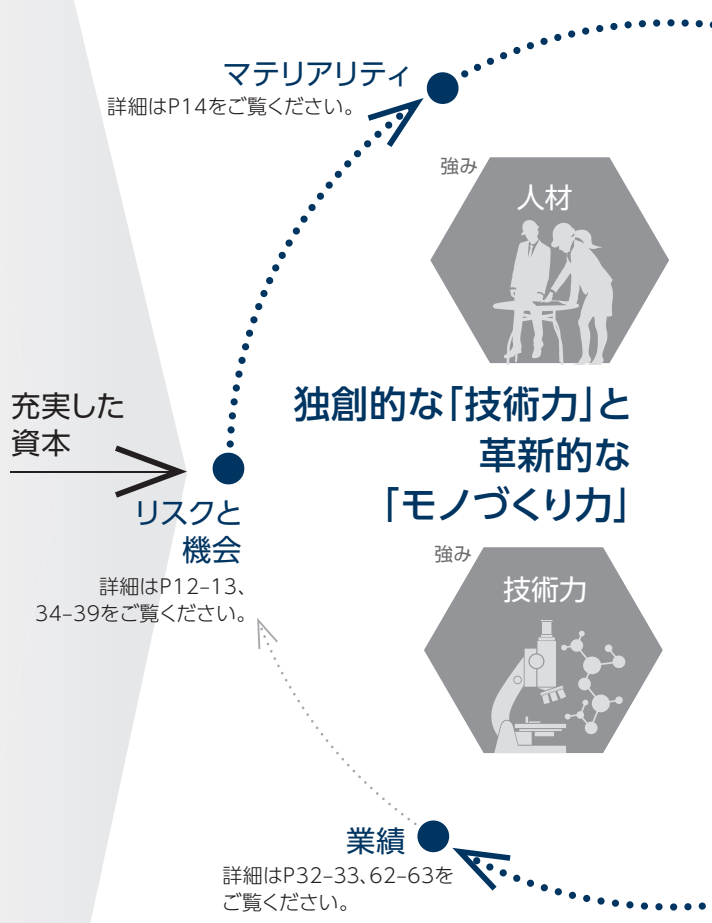 マテリアリティ
詳細はP14をご覧ください。
強み
人材
充実した
資本
独創的な「技術力」と
革新的な
「モノづくり力」
リスクと
機会
詳細はP12–13、
34–39をご覧ください。
強み
技術力
業績
詳細はP32–33、62–63を
ご覧ください。